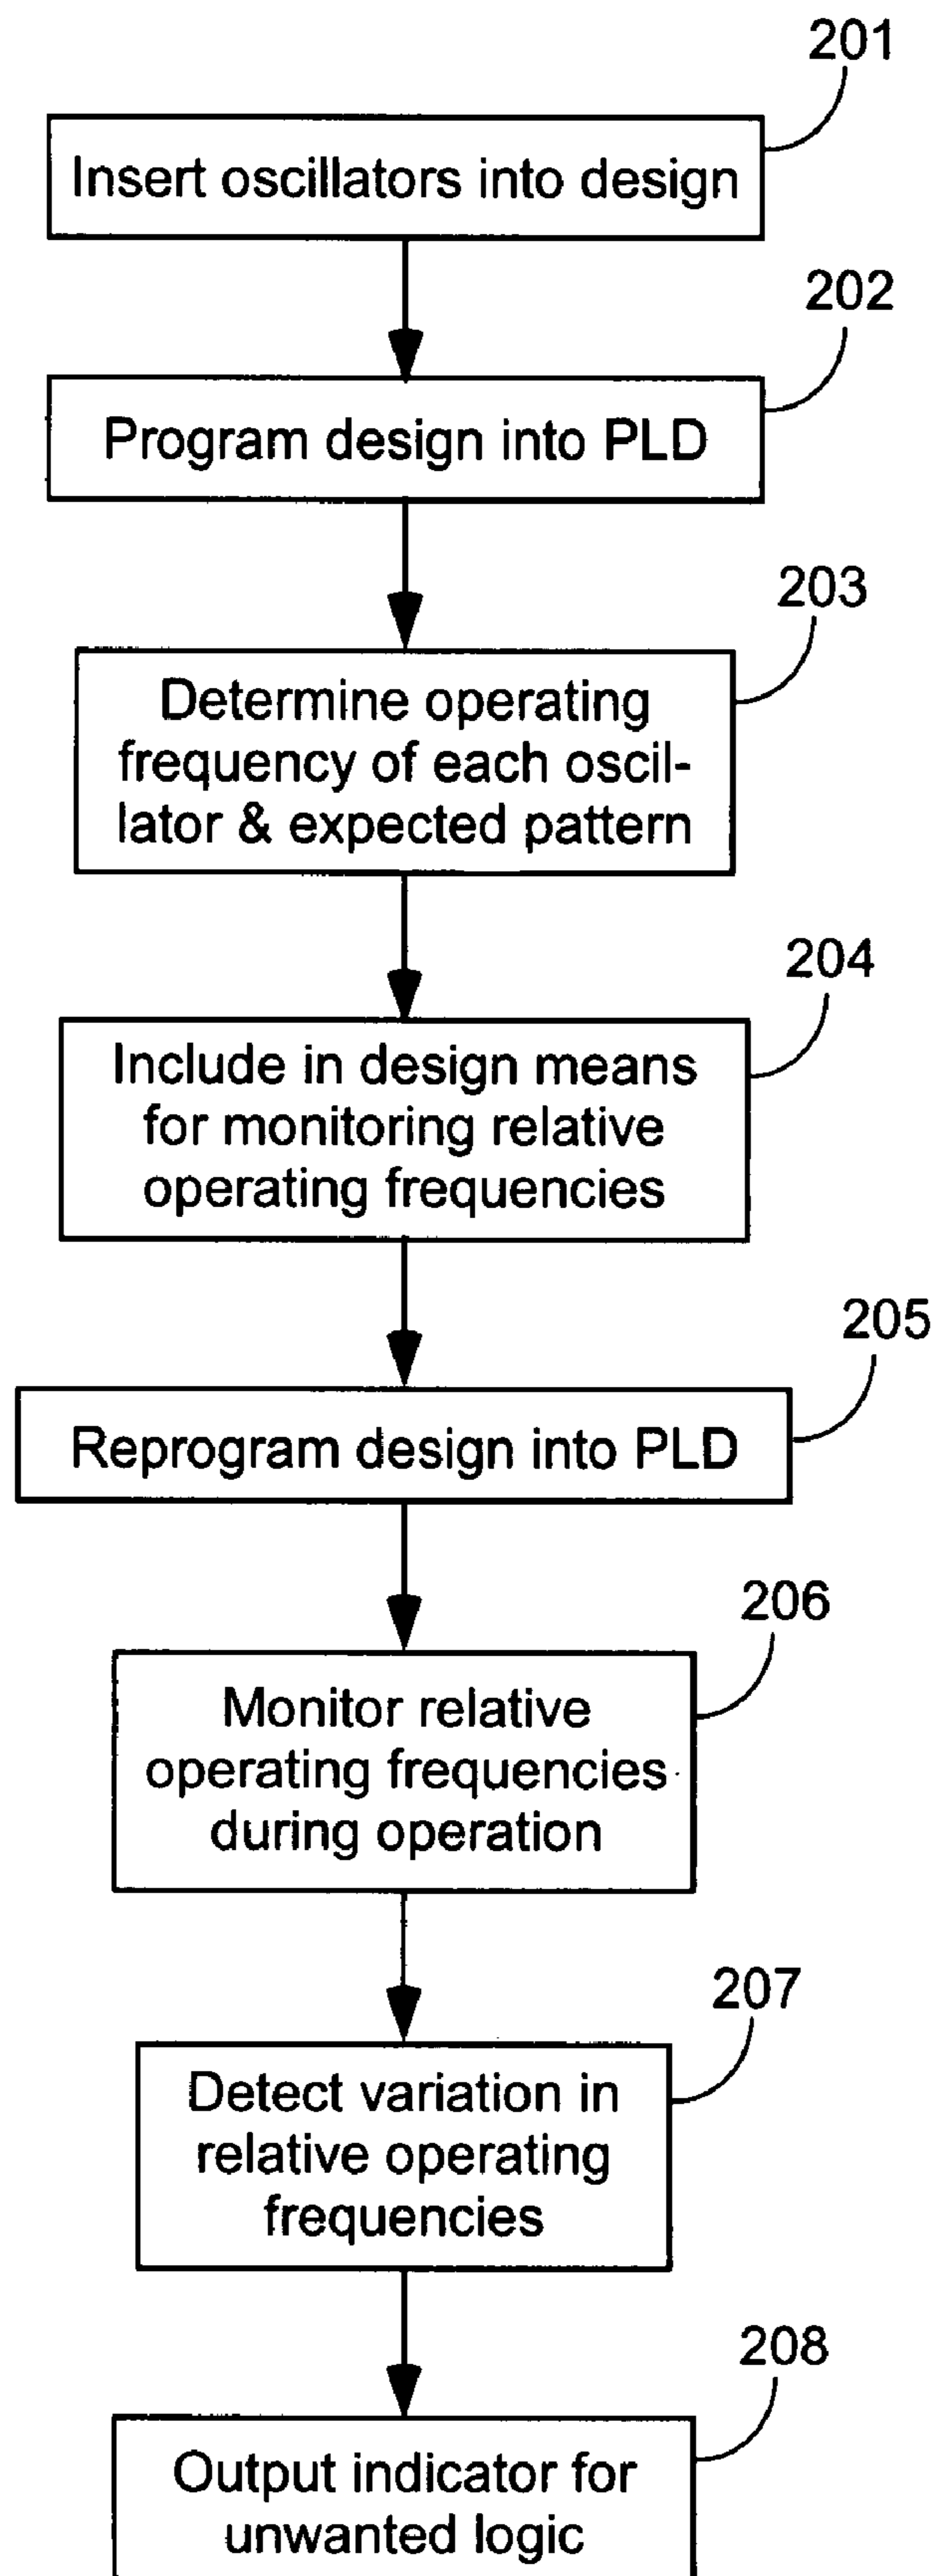 201
Insert oscillators into design
202
Program design into PLD
203
Determine operating
frequency of each oscil-
lator & expected pattern
204
Include in design means
for monitoring relative
operating frequencies
205
Reprogram design into PLD
206
Monitor relative
operating frequencies
during operation
207
Detect variation in
relative operating
frequencies
208
Output indicator for
unwanted logic